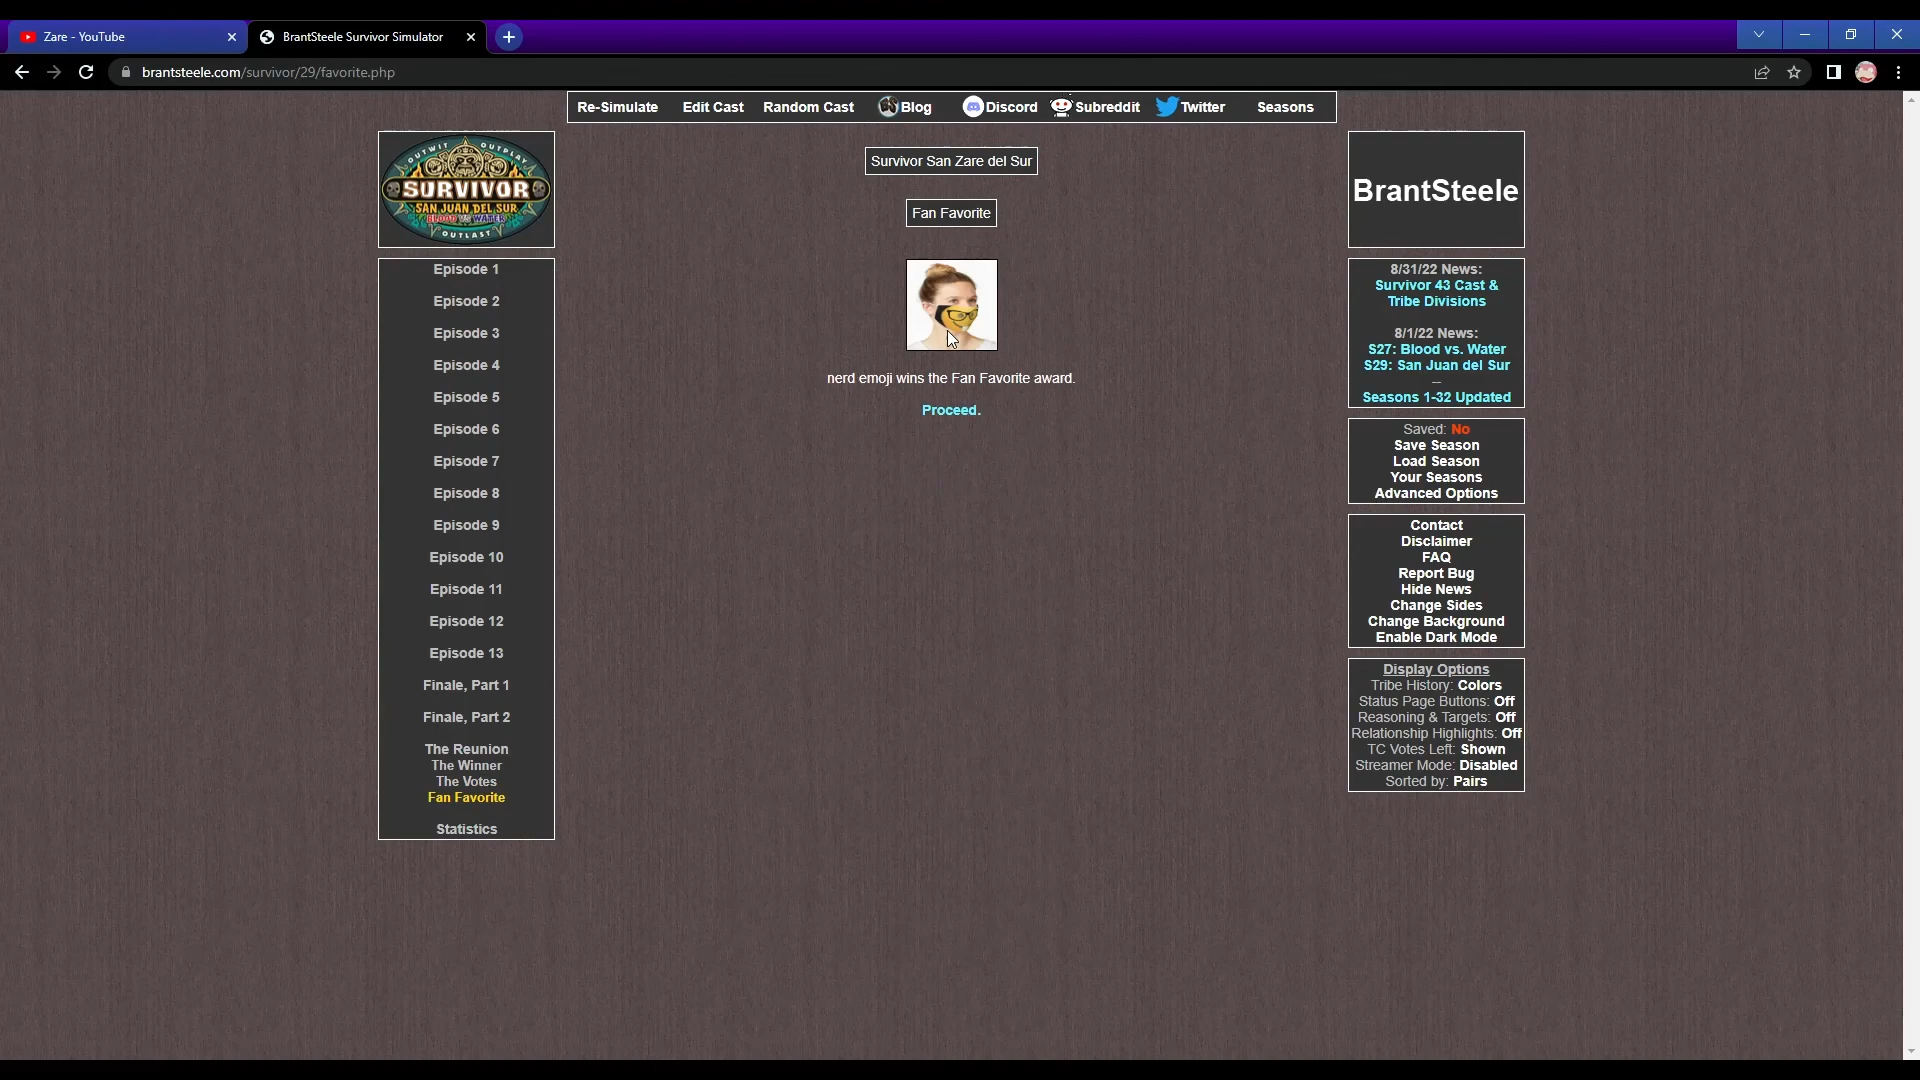 Zare - YouTube
BrantSteele Survivor Simulator
brantsteele.com/survivor/29/favorite.php
Re-Simulate Edit Cast Random Cast Blog Discord Subreddit Twitter Seasons
OUTWIT OUTPLAY
SURVIVOR
SAN JUAN DEL SUR
BLOOD VS WATER
OUTLAST
Episode 1
Episode 2
Episode 3
Episode 4
Episode 5
Episode 6
Episode 7
Episode 8
Episode 9
Episode 10
Episode 11
Episode 12
Episode 13
Finale, Part 1
Finale, Part 2
The Reunion
The Winner
The Votes
Fan Favorite
Statistics
Survivor San Zare del Sur
Fan Favorite
nerd emoji wins the Fan Favorite award.
Proceed.
BrantSteele
8/31/22 News:
Survivor 43 Cast &
Tribe Divisions
8/1/22 News:
S27: Blood vs. Water
S29: San Juan del Sur
--
Seasons 1-32 Updated
Saved: No
Save Season
Load Season
Your Seasons
Advanced Options
Contact
Disclaimer
FAQ
Report Bug
Hide News
Change Sides
Change Background
Enable Dark Mode
Display Options
Tribe History: Colors
Status Page Buttons: Off
Reasoning & Targets: Off
Relationship Highlights: Off
TC Votes Left: Shown
Streamer Mode: Disabled
Sorted by: Pairs